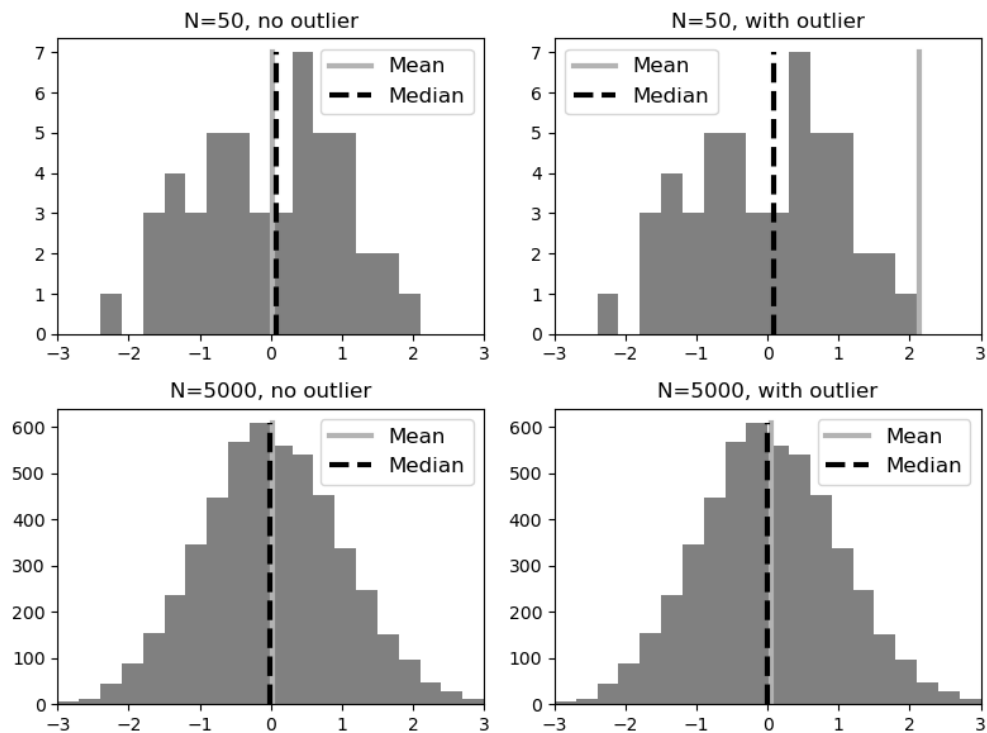 N=50, no outlier
7
6
5
4
3
2
1
0
Mean
Median
−3 −2 −1 0 1 2 3
N=50, with outlier
7
6
5
4
3
2
1
0
Mean
Median
−3 −2 −1 0 1 2 3
N=5000, no outlier
600
500
400
300
200
100
0
Mean
Median
−3 −2 −1 0 1 2 3
N=5000, with outlier
600
500
400
300
200
100
0
Mean
Median
−3 −2 −1 0 1 2 3